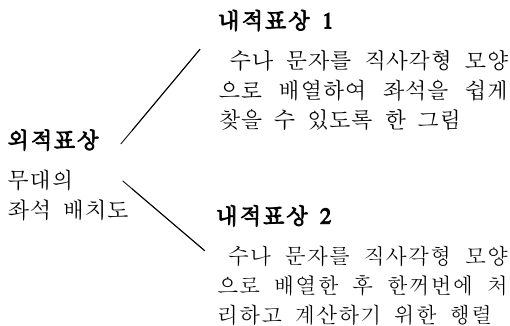 내적표상 1
수나 문자를 직사각형 모양
으로 배열하여 좌석을 쉽게
찾을 수 있도록 한 그림
외적표상
무대의
좌석 배치도
내적표상 2
수나 문자를 직사각형 모양
으로 배열한 후 한꺼번에 처
리하고 계산하기 위한 행렬